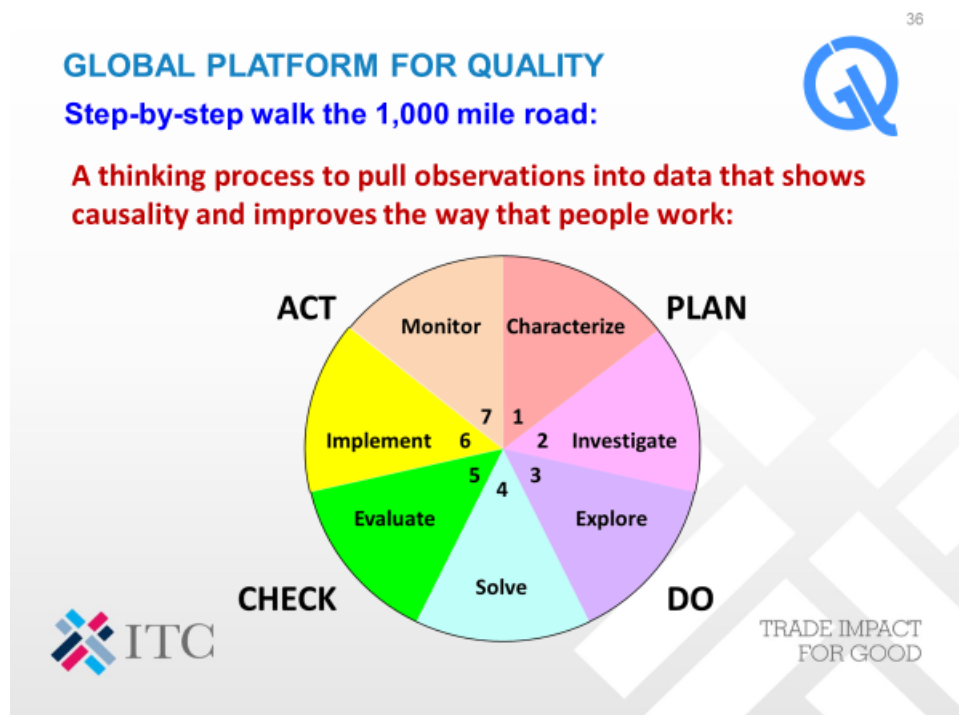 36
GLOBAL PLATFORM FOR QUALITY
Step-by-step walk the 1,000 mile road:
A thinking process to pull observations into data that shows
causality and improves the way that people work:
ACT
PLAN
Monitor
Characterize
7
1
Implement
6
2
Investigate
5
4
3
Evaluate
Explore
Solve
CHECK
DO
ITC
TRADE IMPACT
FOR GOOD